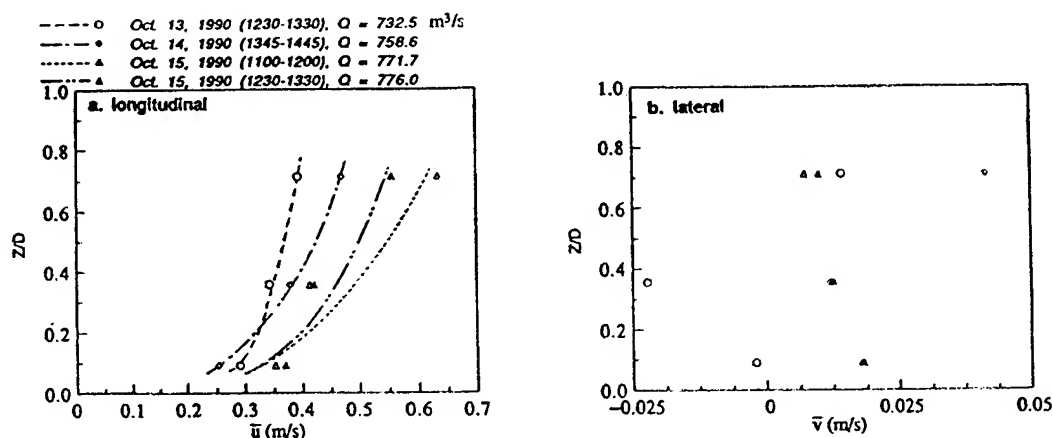 Oct. 13, 1990 (1230-1330), Q = 732.5 m³/s
Oct. 14, 1990 (1345-1445), Q = 758.6
Oct. 15, 1990 (1100-1200), Q = 771.7
Oct. 15, 1990 (1230-1330), Q = 776.0
a. longitudinal
1.0
0.8
0.6
0.4
0.2
0.0
Z/D
0 0.1 0.2 0.3 0.4 0.5 0.6 0.7
u̅ (m/s)
b. lateral
1.0
0.8
0.6
0.4
0.2
0.0
Z/D
-0.025 0 0.025 0.05
v̅ (m/s)